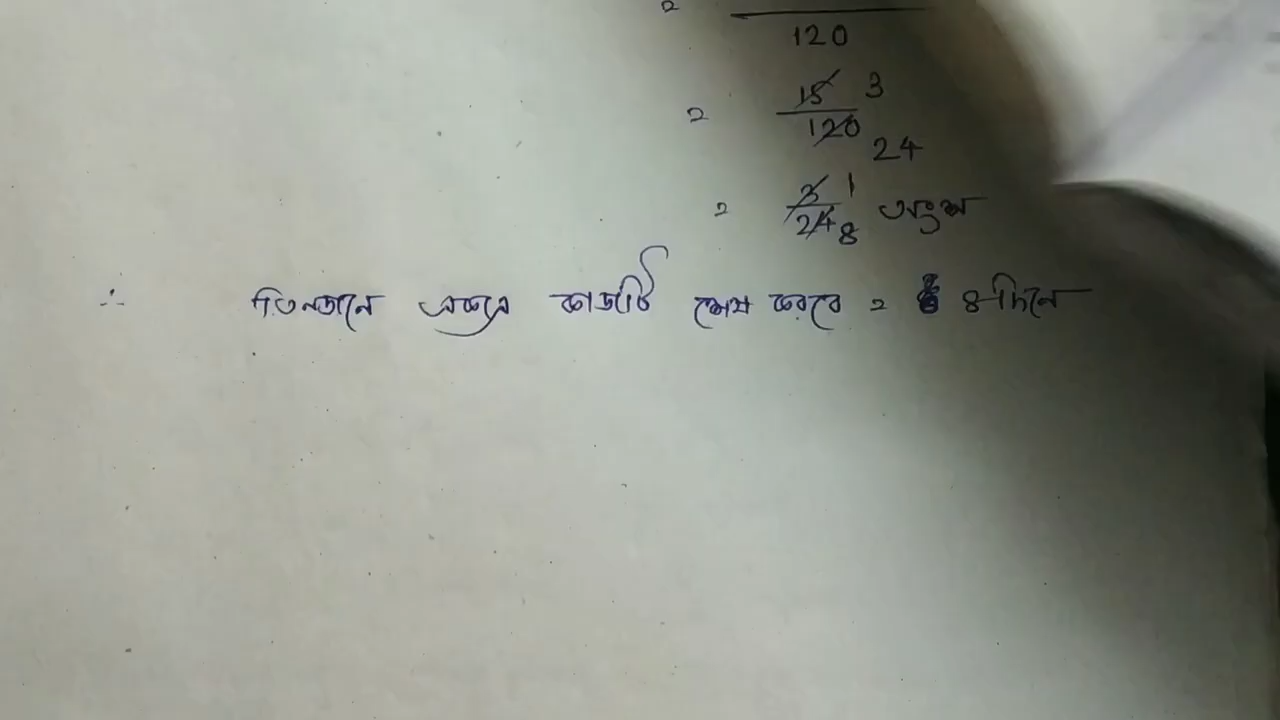 = 120
= 15/120 3 24
= 3/24 1 8 অংশ
∴ তিনজনে একত্রে কাজটি শেষ করবে = 8 দিনে